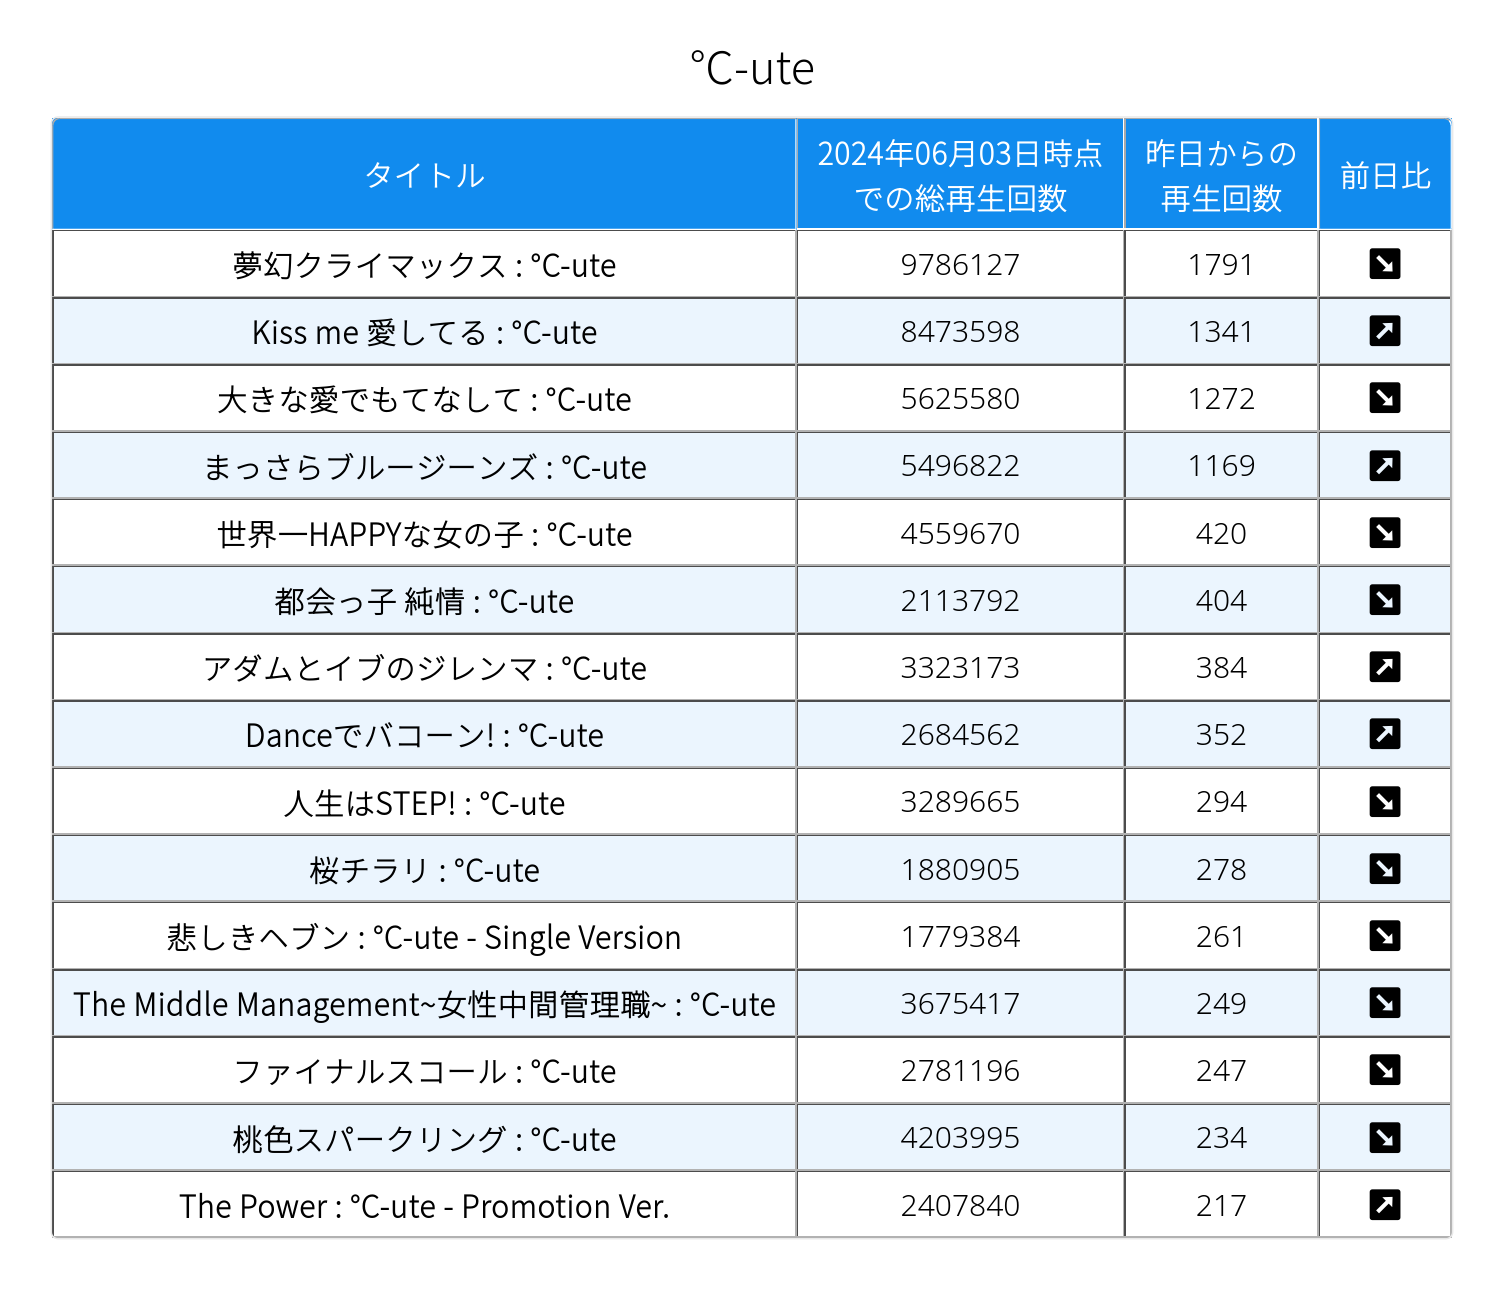 ℃-ute
タイトル 2024年06月03日時点での総再生回数 昨日からの再生回数 前日比
夢幻クライマックス : ℃-ute 9786127 1791 ↘
Kiss me 愛してる : ℃-ute 8473598 1341 ↗
大きな愛でもてなして : ℃-ute 5625580 1272 ↘
まっさらブルージーンズ : ℃-ute 5496822 1169 ↗
世界一HAPPYな女の子 : ℃-ute 4559670 420 ↘
都会っ子 純情 : ℃-ute 2113792 404 ↘
アダムとイブのジレンマ : ℃-ute 3323173 384 ↗
Danceでバコーン! : ℃-ute 2684562 352 ↗
人生はSTEP! : ℃-ute 3289665 294 ↘
桜チラリ : ℃-ute 1880905 278 ↘
悲しきヘブン : ℃-ute - Single Version 1779384 261 ↘
The Middle Management~女性中間管理職~ : ℃-ute 3675417 249 ↘
ファイナルスコール : ℃-ute 2781196 247 ↘
桃色スパークリング : ℃-ute 4203995 234 ↘
The Power : ℃-ute - Promotion Ver. 2407840 217 ↗